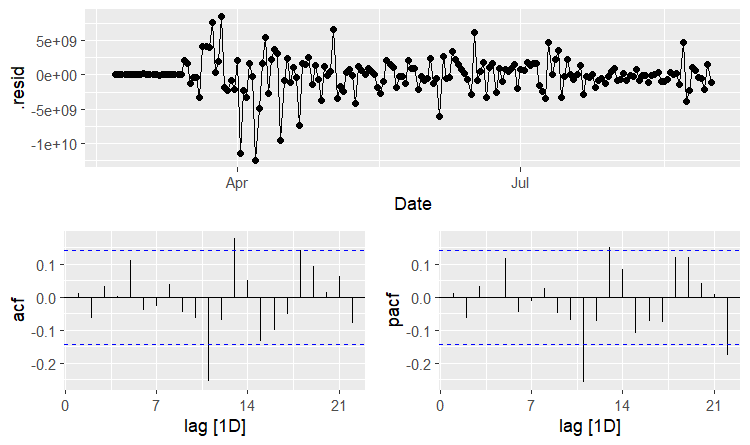 .resid
5e+09
0e+00
-5e+09
-1e+10
Apr
Jul
Date
acf
0.1
0.0
-0.1
-0.2
0
7
14
21
lag [1D]
pacf
0.1
0.0
-0.1
-0.2
0
7
14
21
lag [1D]